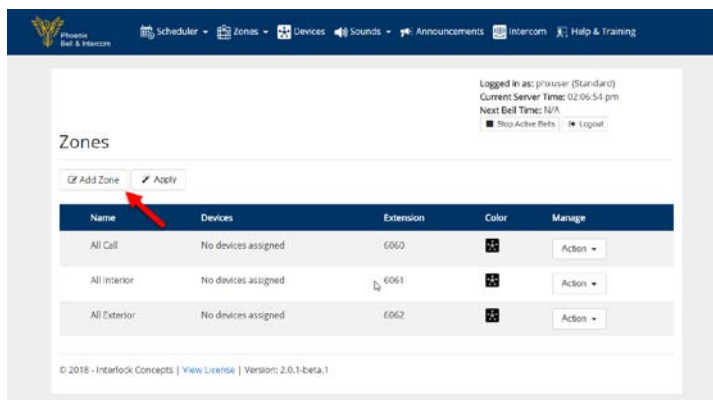 Phoenix
Bell & Intercom
Scheduler Zones Devices Sounds Announcements Intercom Help & Training
Logged in as: phxuser (Standard)
Current Server Time: 02:06:54 pm
Next Bell Time: N/A
Stop Active Bells Logout
Zones
Add Zone Apply
Name Devices Extension Color Manage
All Call No devices assigned 6060 Action
All Interior No devices assigned 6061 Action
All Exterior No devices assigned 6062 Action
© 2018 - Interlock Concepts | View License | Version: 2.0.1-beta.1